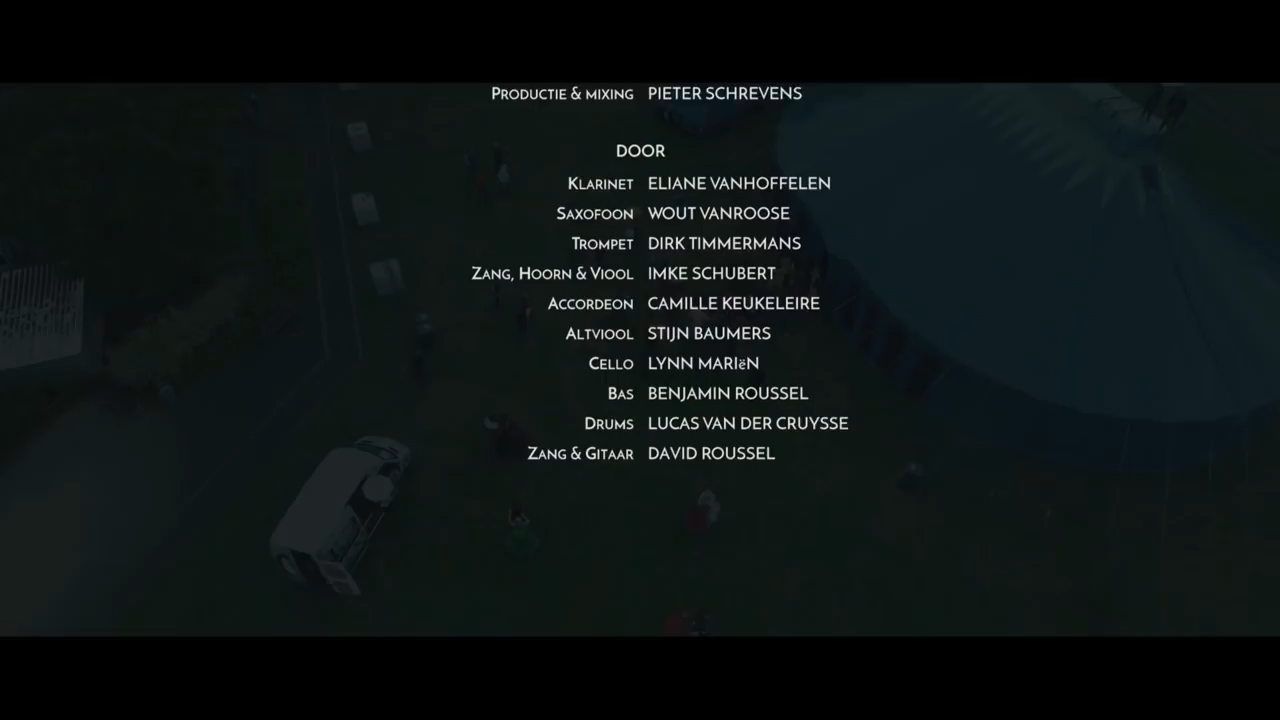 Productie & mixing PIETER SCHREVENS
DOOR
Klarinet ELIANE VANHOFFELEN
Saxofoon WOUT VANROOSE
Trompet DIRK TIMMERMANS
Zang, Hoorn & Viool IMKE SCHUBERT
Accordeon CAMILLE KEUKELEIRE
Altviool STIJN BAUMERS
Cello LYNN MARIëN
Bas BENJAMIN ROUSSEL
Drums LUCAS VAN DER CRUYSSE
Zang & Gitaar DAVID ROUSSEL